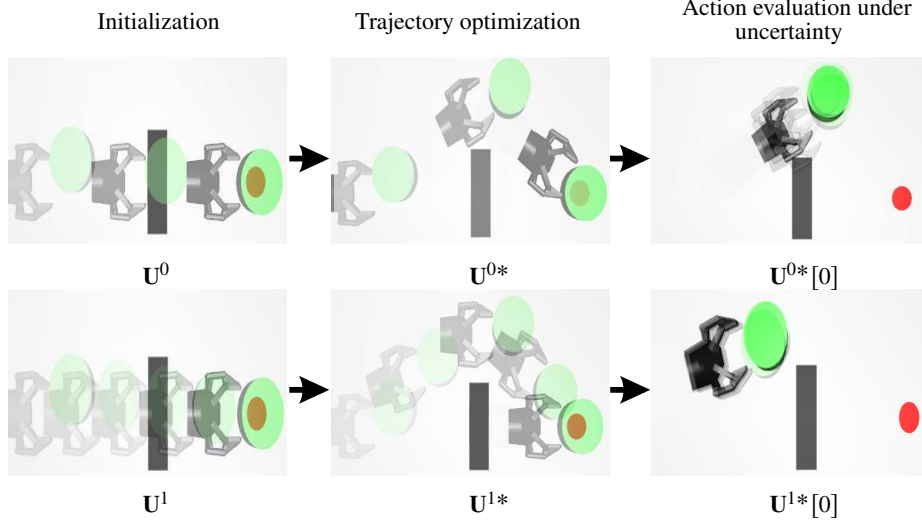 Initialization
Trajectory optimization
Action evaluation under
uncertainty
U⁰
U⁰*
U⁰*[0]
U¹
U¹*
U¹*[0]